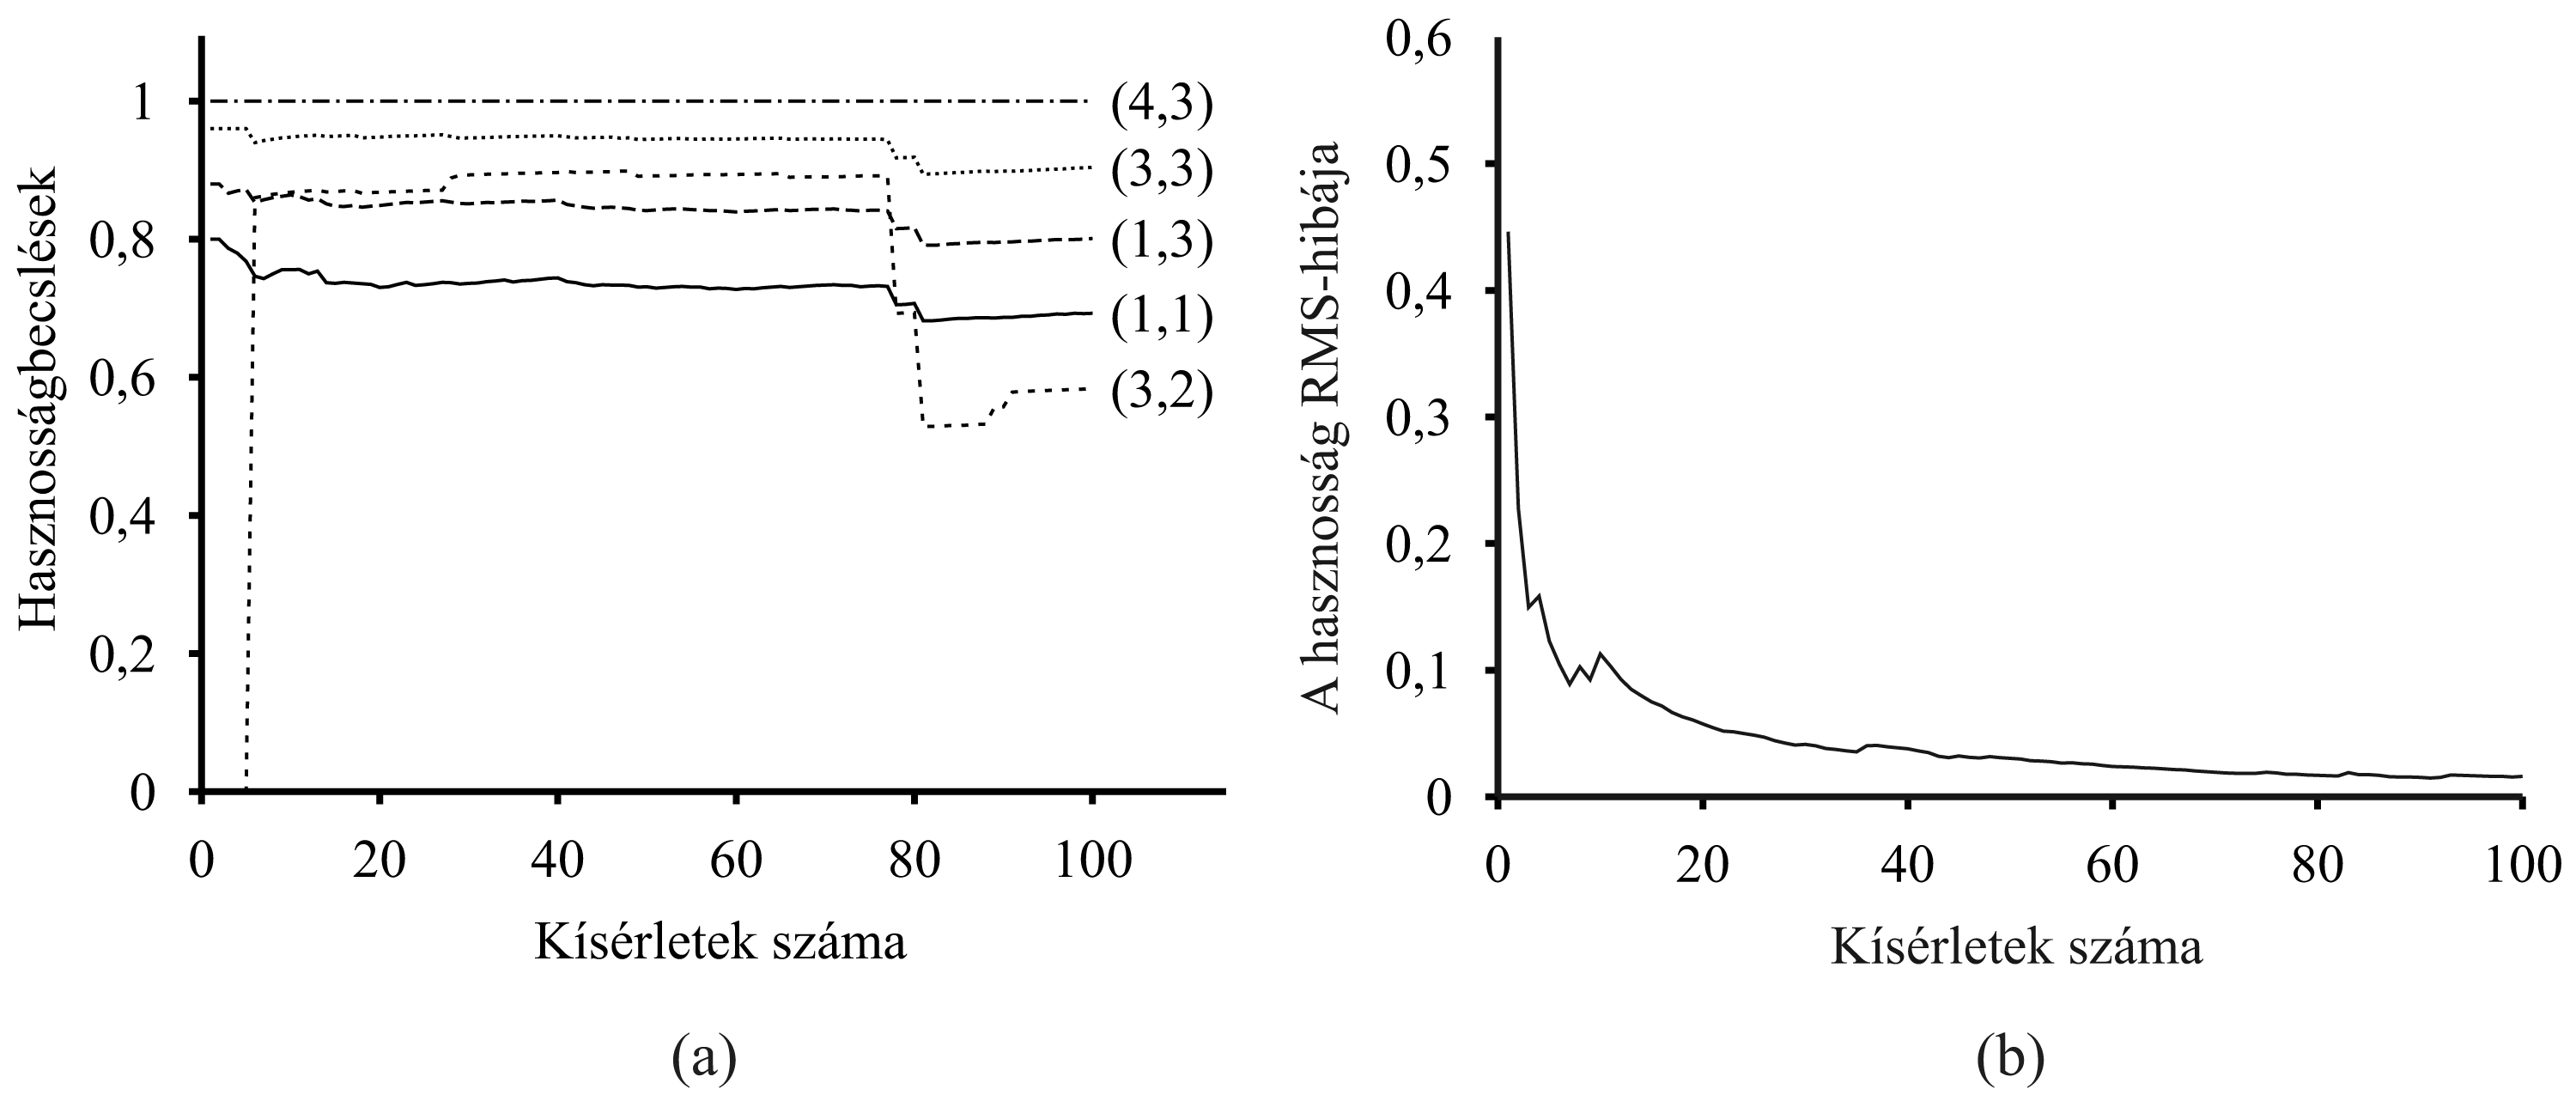 Hasznosságbecslések
1
0,8
0,6
0,4
0,2
0
(4,3)
(3,3)
(1,3)
(1,1)
(3,2)
0 20 40 60 80 100
Kísérletek száma
(a)
A hasznosság RMS-hibája
0,6
0,5
0,4
0,3
0,2
0,1
0
0 20 40 60 80 100
Kísérletek száma
(b)